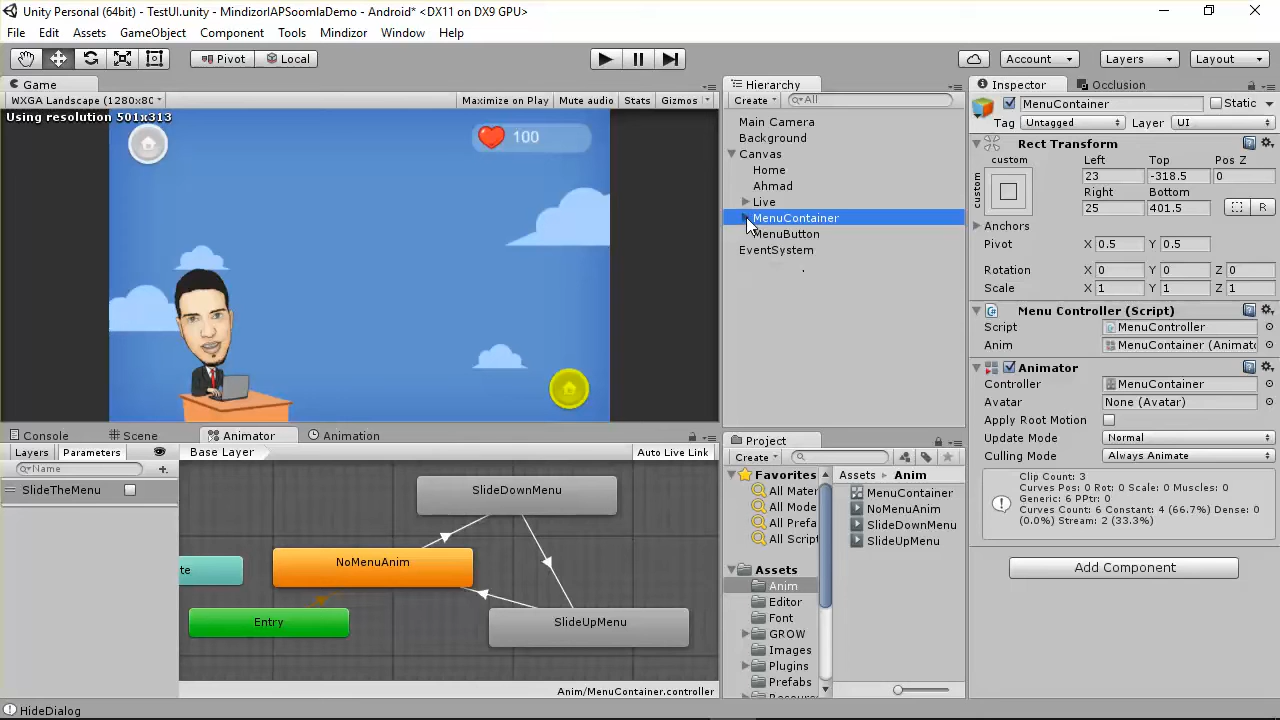 Unity Personal (64bit) - TestUI.unity - MindizorIAPSoomlaDemo - Android* <DX11 on DX9 GPU>
File Edit Assets GameObject Component Tools Mindizor Window Help
Pivot Local Account Layers Layout
Game
WXGA Landscape (1280x80 Maximize on Play Mute audio Stats Gizmos
Using resolution 501x313
100
Hierarchy
Create All
Main Camera
Background
Canvas
Home
Ahmad
Live
MenuContainer
MenuButton
EventSystem
Inspector Occlusion
MenuContainer Static
Tag Untagged Layer UI
Rect Transform
custom Left Top Pos Z
custom
23 -318.5 0
Right Bottom
25 401.5 R
Anchors
Pivot X 0.5 Y 0.5
Rotation X 0 Y 0 Z 0
Scale X 1 Y 1 Z 1
Menu Controller (Script)
Script MenuController
Anim MenuContainer (Animato
Animator
Controller MenuContainer
Avatar None (Avatar)
Apply Root Motion
Update Mode Normal
Culling Mode Always Animate
Clip Count: 3
Curves Pos: 0 Rot: 0 Scale: 0 Muscles: 0
Generic: 6 PPtr: 0
Curves Count: 6 Constant: 4 (66.7%) Dense: 0
(0.0%) Stream: 2 (33.3%)
Add Component
Console Scene Animator Animation
Layers Parameters Base Layer Auto Live Link
Name
SlideTheMenu
SlideDownMenu
NoMenuAnim
te
Entry
SlideUpMenu
Anim/MenuContainer.controller
Project
Create
Favorites
All Mater
All Mode
All Prefa
All Script
Assets
Anim
Editor
Font
GROW
Images
Plugins
Prefabs
Assets Anim
MenuContainer
NoMenuAnim
SlideDownMenu
SlideUpMenu
HideDialog